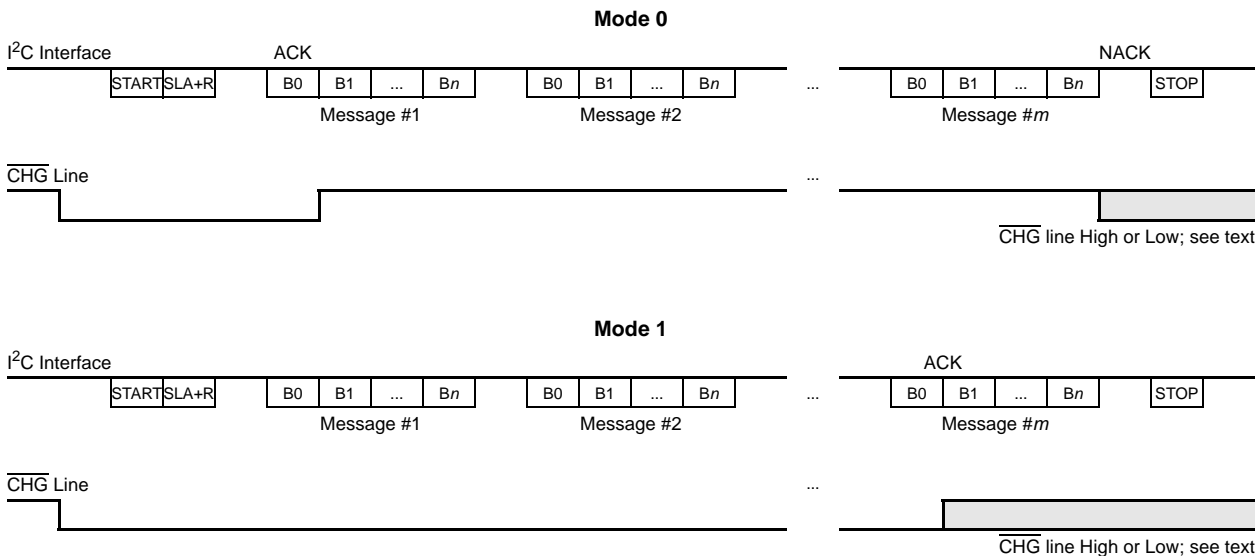 Mode 0
I²C Interface ACK NACK
START SLA+R B0 B1 ... Bn B0 B1 ... Bn ... B0 B1 ... Bn STOP
Message #1 Message #2 Message #m
CHG Line ...
CHG line High or Low; see text
Mode 1
I²C Interface ACK
START SLA+R B0 B1 ... Bn B0 B1 ... Bn ... B0 B1 ... Bn STOP
Message #1 Message #2 Message #m
CHG Line ...
CHG line High or Low; see text